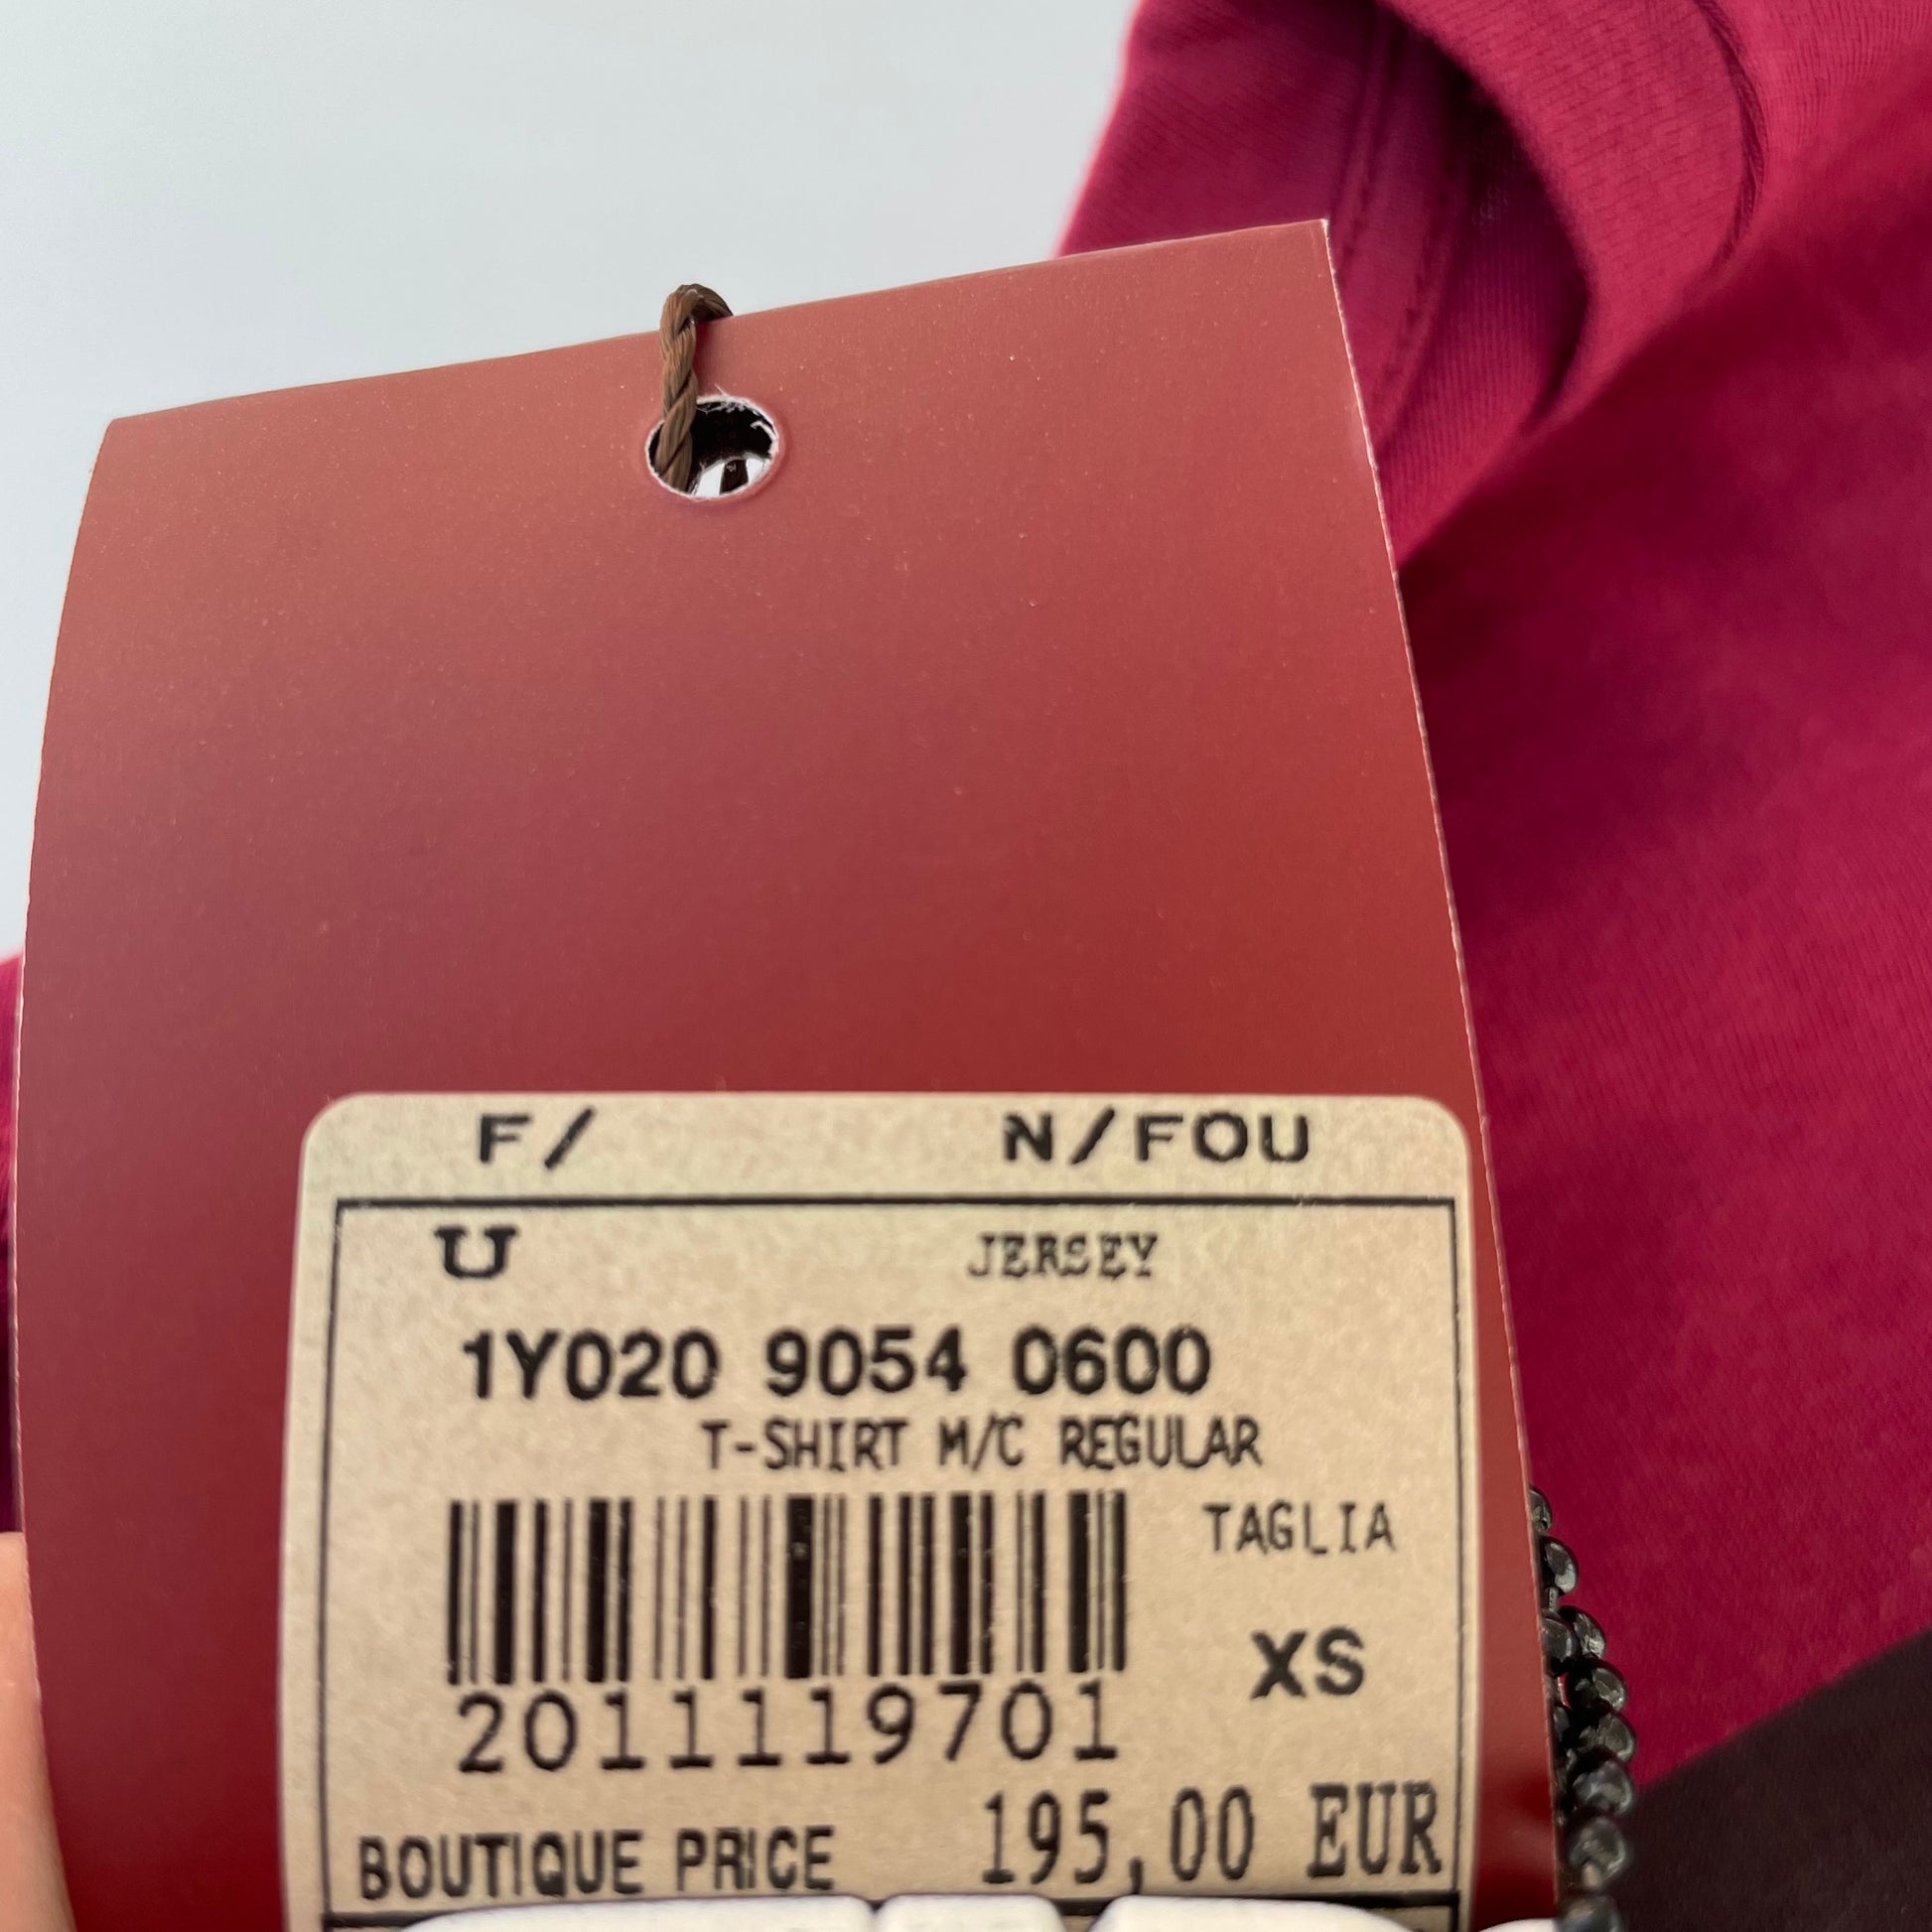 F/ N/FOU
U JERSEY
1Y020 9054 0600
T-SHIRT M/C REGULAR
TAGLIA
XS
2011119701
BOUTIQUE PRICE 195,00 EUR